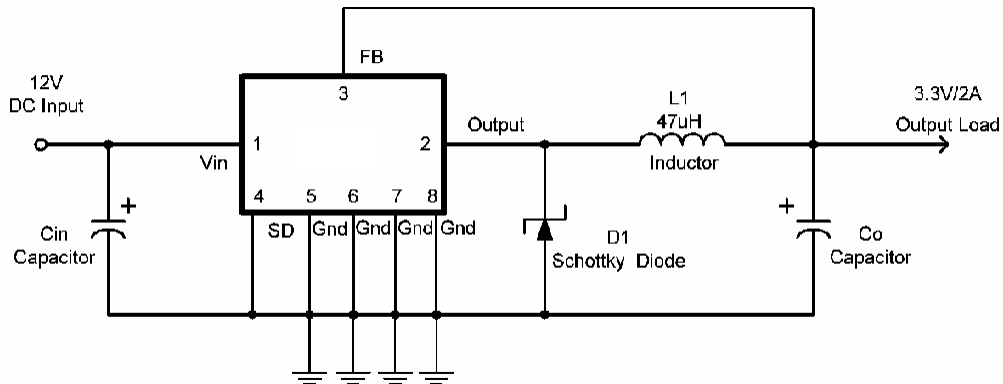 FB
12V
DC Input
3
L1
47uH
Inductor
3.3V/2A
Output Load
Output
1
2
Vin
4
5
6
7
8
SD
Gnd
Gnd
Gnd
Gnd
+
Cin
Capacitor
D1
Schottky Diode
+
Co
Capacitor